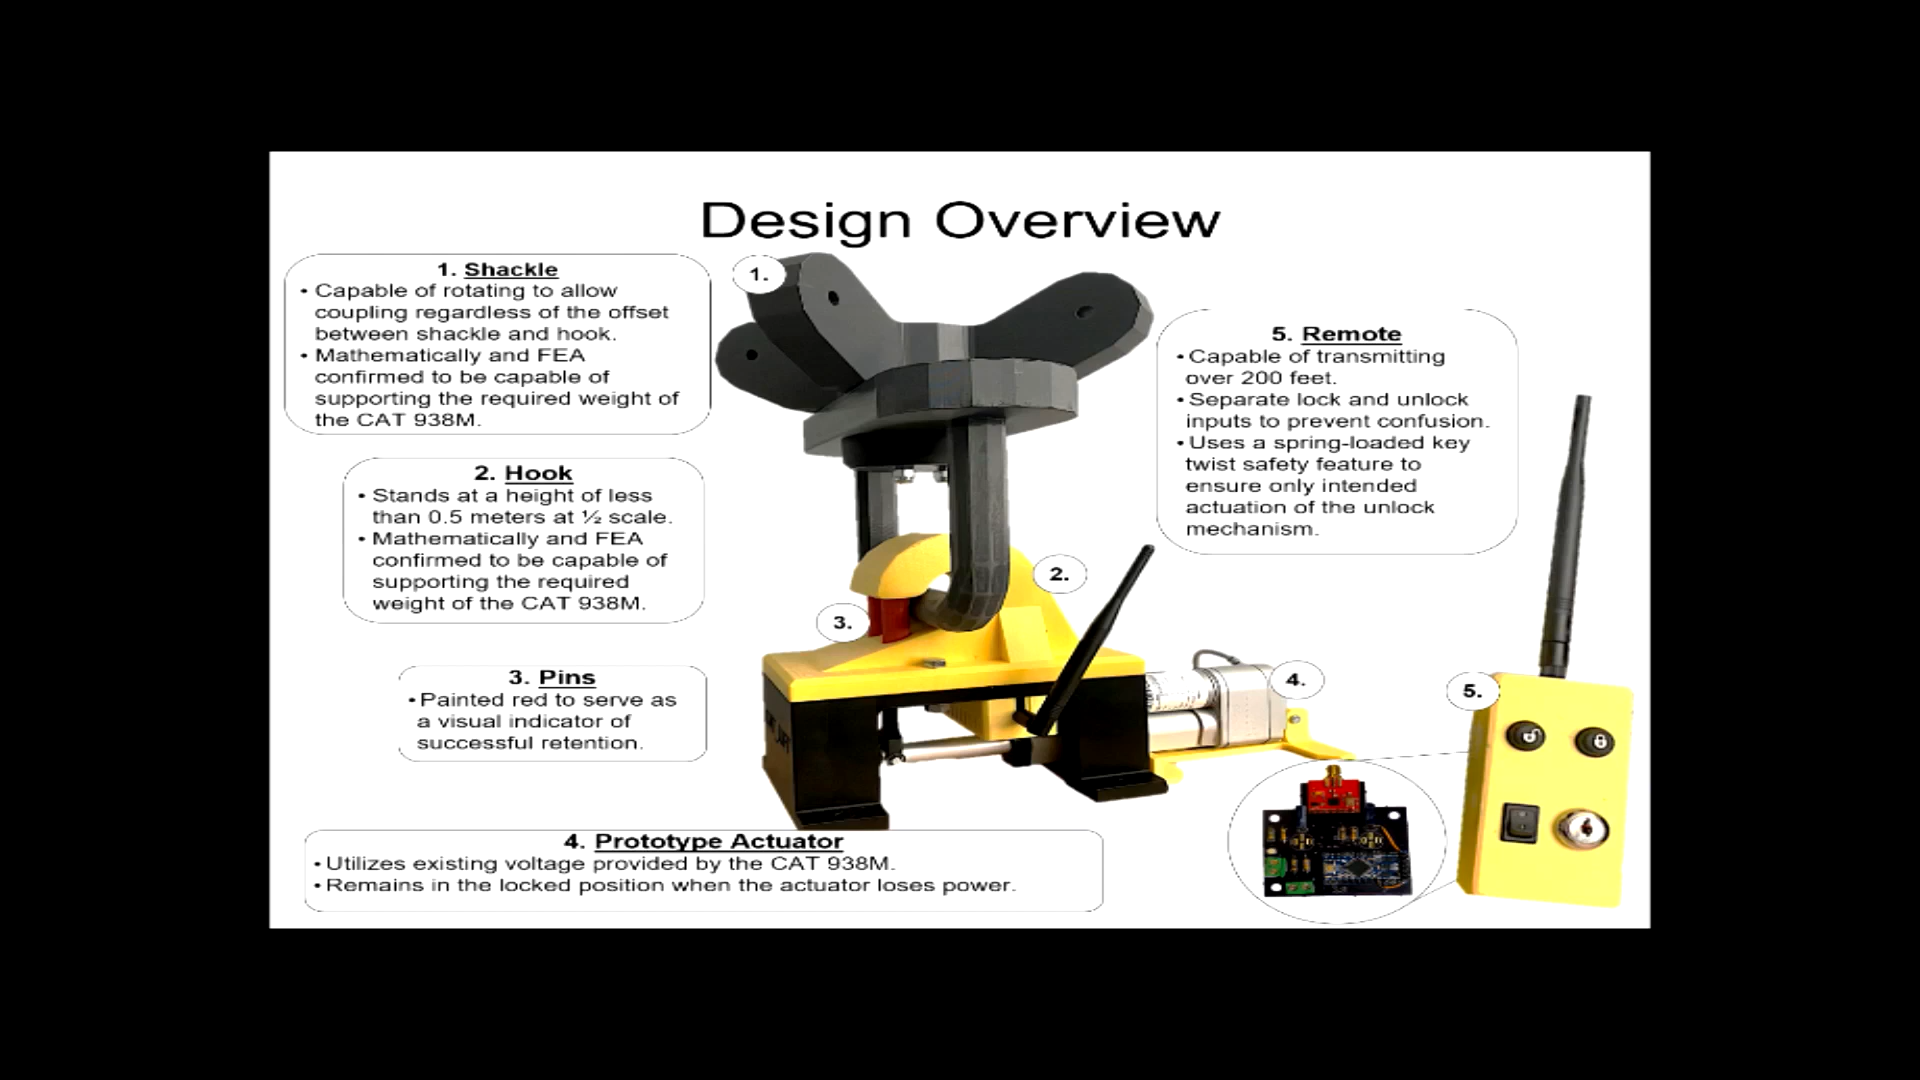 Design Overview
1. Shackle
• Capable of rotating to allow
coupling regardless of the offset
between shackle and hook.
• Mathematically and FEA
confirmed to be capable of
supporting the required weight of
the CAT 938M.
2. Hook
• Stands at a height of less
than 0.5 meters at ½ scale.
• Mathematically and FEA
confirmed to be capable of
supporting the required
weight of the CAT 938M.
3. Pins
• Painted red to serve as
a visual indicator of
successful retention.
4. Prototype Actuator
• Utilizes existing voltage provided by the CAT 938M.
• Remains in the locked position when the actuator loses power.
5. Remote
• Capable of transmitting
over 200 feet.
• Separate lock and unlock
inputs to prevent confusion.
• Uses a spring-loaded key
twist safety feature to
ensure only intended
actuation of the unlock
mechanism.
1.
2.
3.
4.
5.